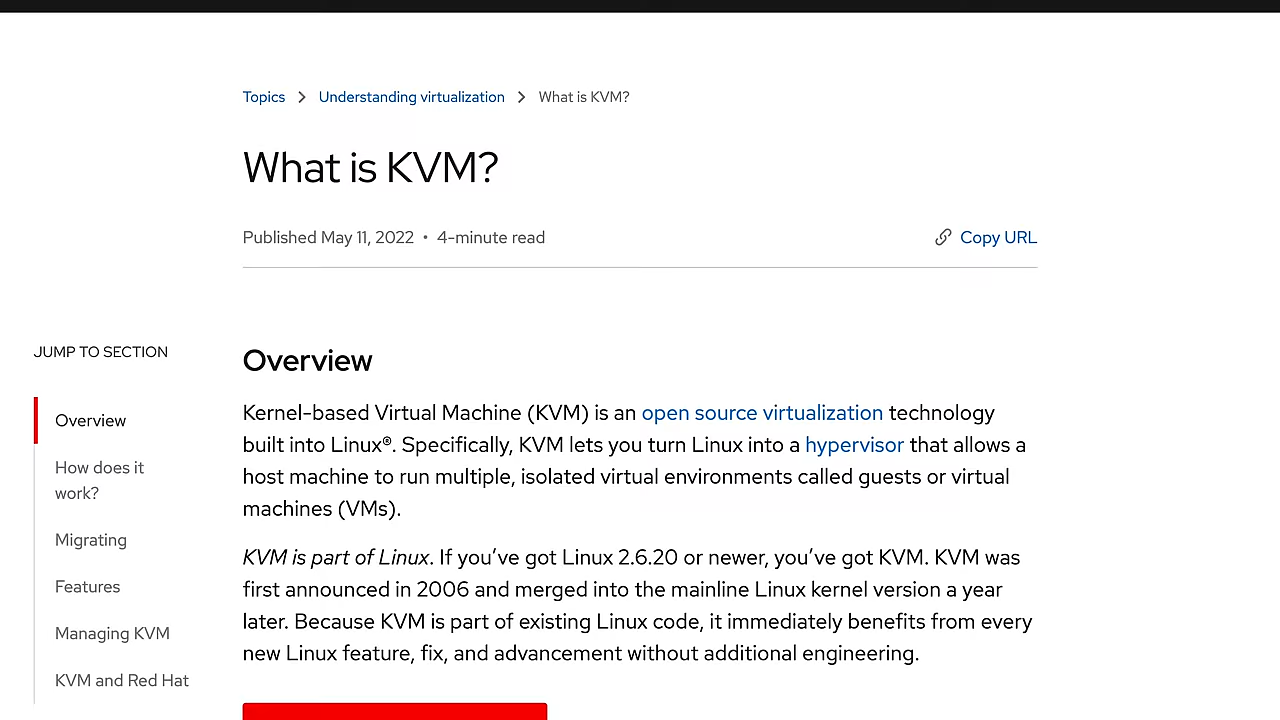 Topics > Understanding virtualization > What is KVM?
What is KVM?
Published May 11, 2022 • 4-minute read
Copy URL
JUMP TO SECTION
Overview
How does it
work?
Migrating
Features
Managing KVM
KVM and Red Hat
Overview
Kernel-based Virtual Machine (KVM) is an open source virtualization technology
built into Linux®. Specifically, KVM lets you turn Linux into a hypervisor that allows a
host machine to run multiple, isolated virtual environments called guests or virtual
machines (VMs).
KVM is part of Linux. If you’ve got Linux 2.6.20 or newer, you’ve got KVM. KVM was
first announced in 2006 and merged into the mainline Linux kernel version a year
later. Because KVM is part of existing Linux code, it immediately benefits from every
new Linux feature, fix, and advancement without additional engineering.